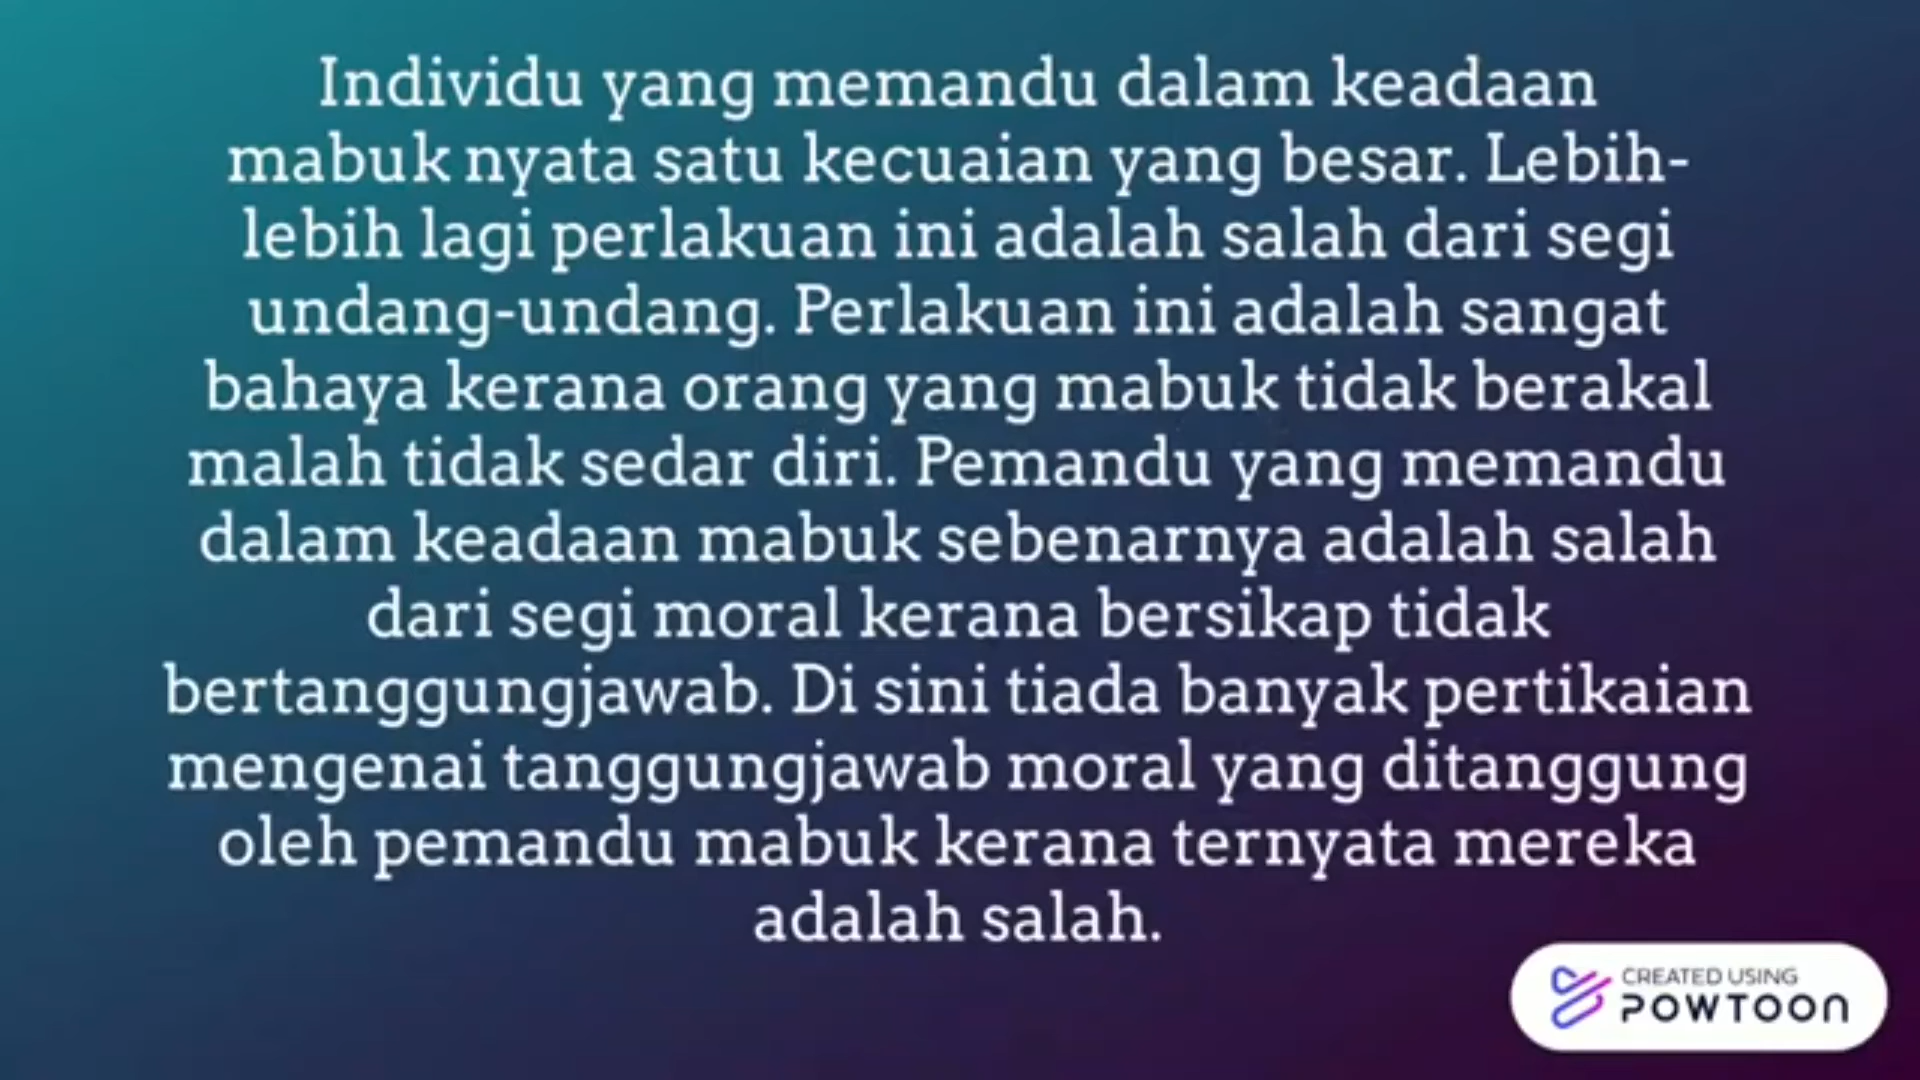 Individu yang memandu dalam keadaan
mabuk nyata satu kecuaian yang besar. Lebih-
lebih lagi perlakuan ini adalah salah dari segi
undang-undang. Perlakuan ini adalah sangat
bahaya kerana orang yang mabuk tidak berakal
malah tidak sedar diri. Pemandu yang memandu
dalam keadaan mabuk sebenarnya adalah salah
dari segi moral kerana bersikap tidak
bertanggungjawab. Di sini tiada banyak pertikaian
mengenai tanggungjawab moral yang ditanggung
oleh pemandu mabuk kerana ternyata mereka
adalah salah.
CREATED USING
POWTOON